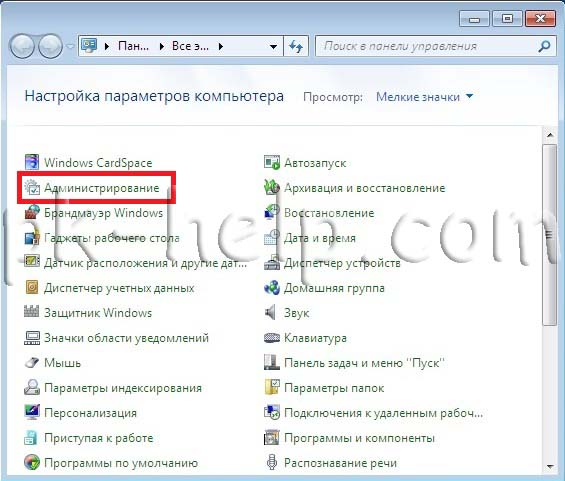 Пан...
Все э...
Поиск в панели управления
Настройка параметров компьютера
Просмотр:
Мелкие значки
Windows CardSpace
Автозапуск
Администрирование
Архивация и восстановление
Брандмауэр Windows
Восстановление
Гаджеты рабочего стола
Дата и время
Датчик расположения и другие дат...
Диспетчер устройств
Диспетчер учетных данных
Домашняя группа
Защитник Windows
Звук
Значки области уведомлений
Клавиатура
Мышь
Панель задач и меню ''Пуск''
Параметры индексирования
Параметры папок
Персонализация
Подключения к удаленным рабоч...
Приступая к работе
Программы и компоненты
Программы по умолчанию
Распознавание речи
pk-help.com